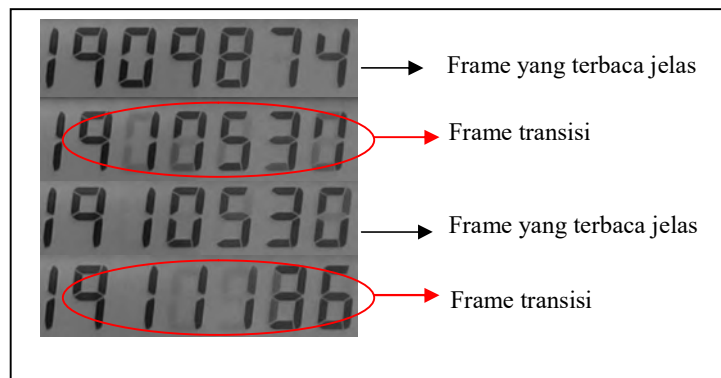 1909874 Frame yang terbaca jelas
Frame transisi
1910530 Frame yang terbaca jelas
Frame transisi